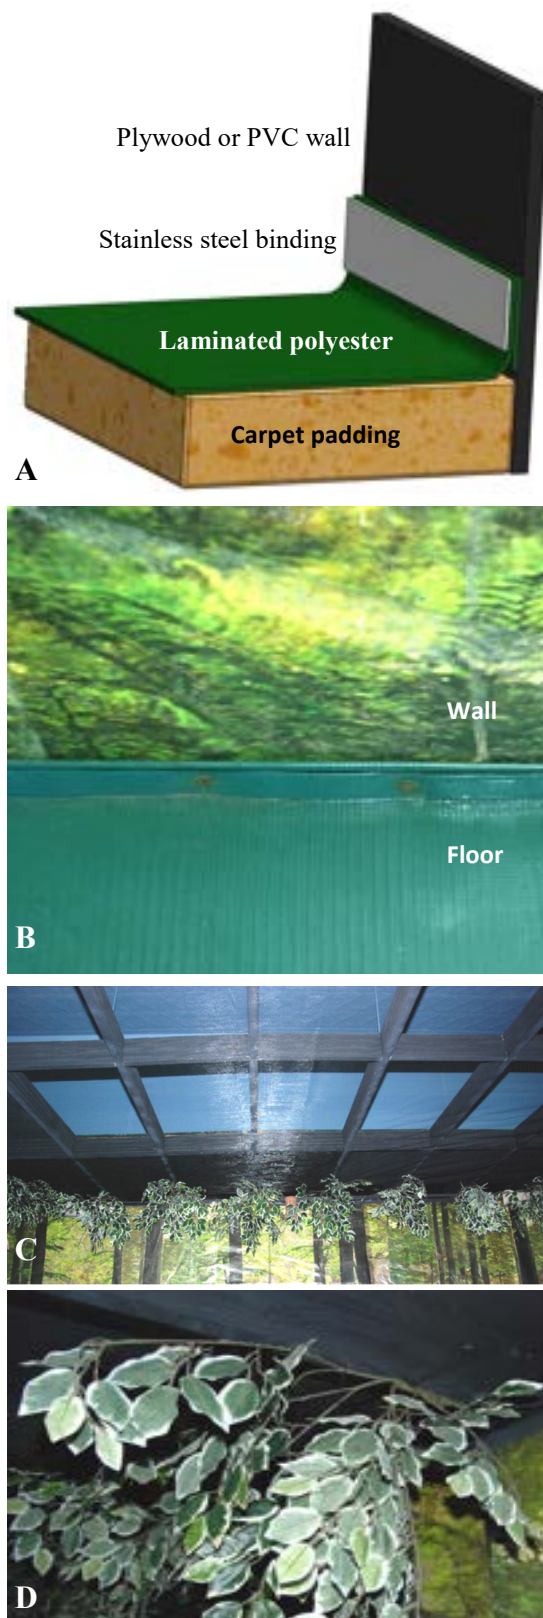 Plywood or PVC wall
Stainless steel binding
Laminated polyester
Carpet padding
A
Wall
Floor
B
C
D